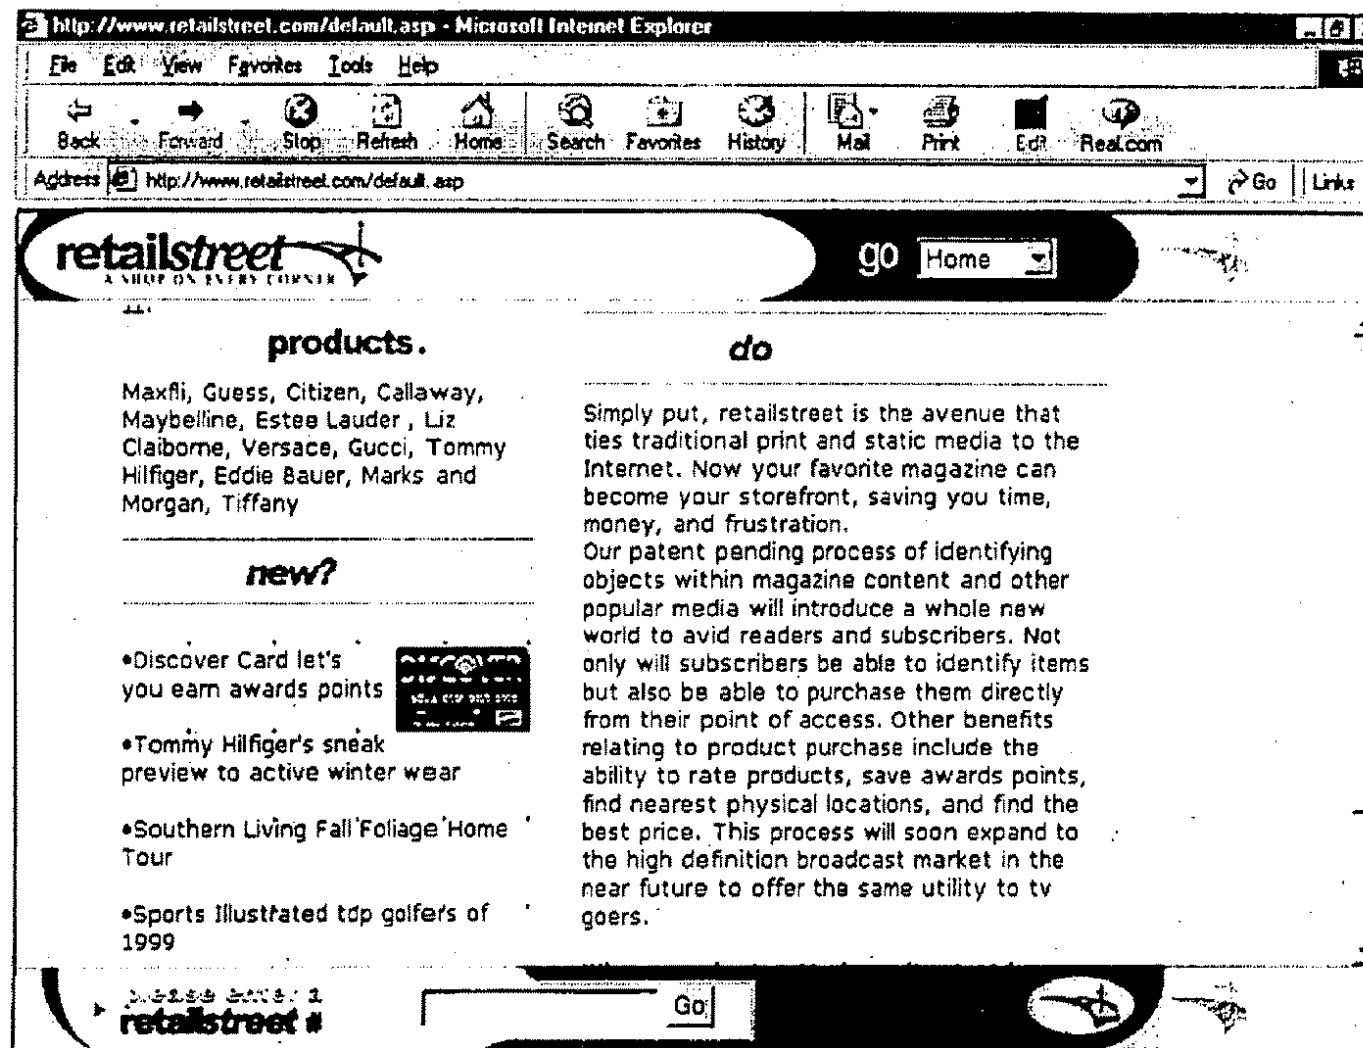 http://www.retailstreet.com/default.asp - Microsoft Internet Explorer
File Edit View Favorites Tools Help
Back Forward Stop Refresh Home Search Favorites History Mail Print Edit Real.com
Address http://www.retailstreet.com/default.asp Go Links
retailstreet
A SHOP ON EVERY CORNER
go Home
products.
Maxfli, Guess, Citizen, Callaway,
Maybelline, Estee Lauder , Liz
Claiborne, Versace, Gucci, Tommy
Hilfiger, Eddie Bauer, Marks and
Morgan, Tiffany
new?
•Discover Card let's
you earn awards points
•Tommy Hilfiger's sneak
preview to active winter wear
•Southern Living Fall Foliage Home
Tour
•Sports Illustrated top golfers of
1999
do
Simply put, retailstreet is the avenue that
ties traditional print and static media to the
Internet. Now your favorite magazine can
become your storefront, saving you time,
money, and frustration.
Our patent pending process of identifying
objects within magazine content and other
popular media will introduce a whole new
world to avid readers and subscribers. Not
only will subscribers be able to identify items
but also be able to purchase them directly
from their point of access. Other benefits
relating to product purchase include the
ability to rate products, save awards points,
find nearest physical locations, and find the
best price. This process will soon expand to
the high definition broadcast market in the
near future to offer the same utility to tv
goers.
please enter a
retailstreet #
Go